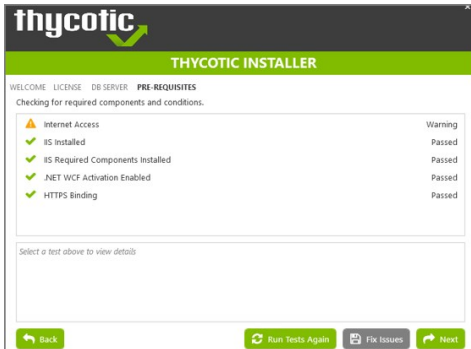 thycotic
THYCOTIC INSTALLER
WELCOME LICENSE DB SERVER PRE-REQUISITES
Checking for required components and conditions.
Internet Access Warning
IIS Installed Passed
IIS Required Components Installed Passed
.NET WCF Activation Enabled Passed
HTTPS Binding Passed
Select a test above to view details
Back Run Tests Again Fix Issues Next